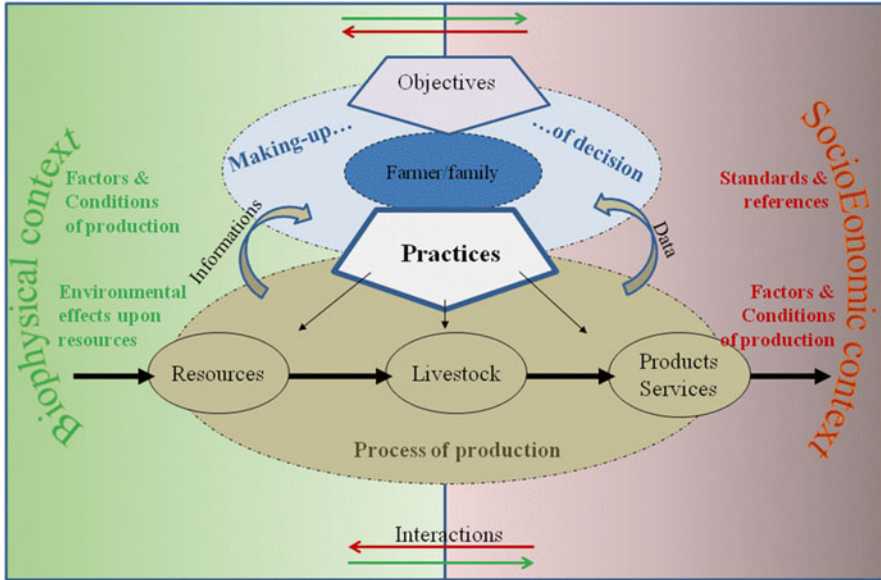 Objectives
Making-up…
…of decision
Farmer/family
Biophysical context
Factors &
Conditions
of production
Informations
Environmental
effects upon
resources
Practices
Data
SocioEonomic context
Standards &
references
Factors &
Conditions
of production
Resources
Livestock
Products
Services
Process of production
Interactions